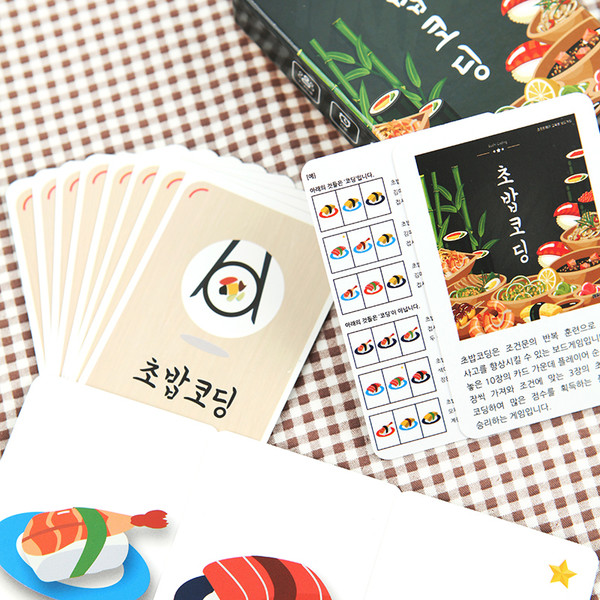 초밥코딩
[예]
아래의 것들은 '코딩'입니다.
아래의 것들은 '코딩'이 아닙니다.
초밥코딩
초밥코딩은 조건문의 반복 훈련으로
사고를 향상시킬 수 있는 보드게임입니
놓은 10장의 카드 가운데 플레이어 순
장씩 가져와 조건에 맞는 3장의 초
코딩하며 많은 점수를 획득하는
승리하는 게임입니다.